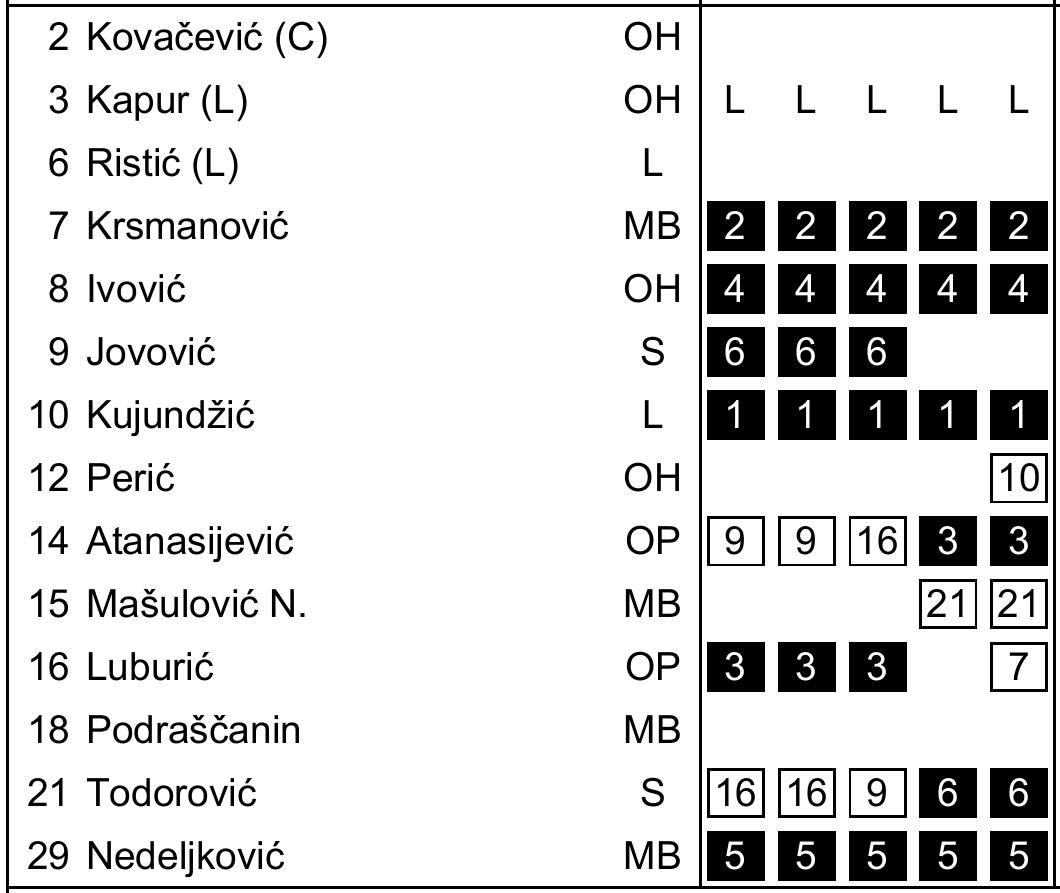 2 Kovačević (C) OH
3 Kapur (L) OH L L L L L
6 Ristić (L) L
7 Krsmanović MB 2 2 2 2 2
8 Ivović OH 4 4 4 4 4
9 Jovović S 6 6 6
10 Kujundžić L 1 1 1 1 1
12 Perić OH 10
14 Atanasijević OP 9 9 16 3 3
15 Mašulović N. MB 21 21
16 Luburić OP 3 3 3 7
18 Podraščanin MB
21 Todorović S 16 16 9 6 6
29 Nedeljković MB 5 5 5 5 5